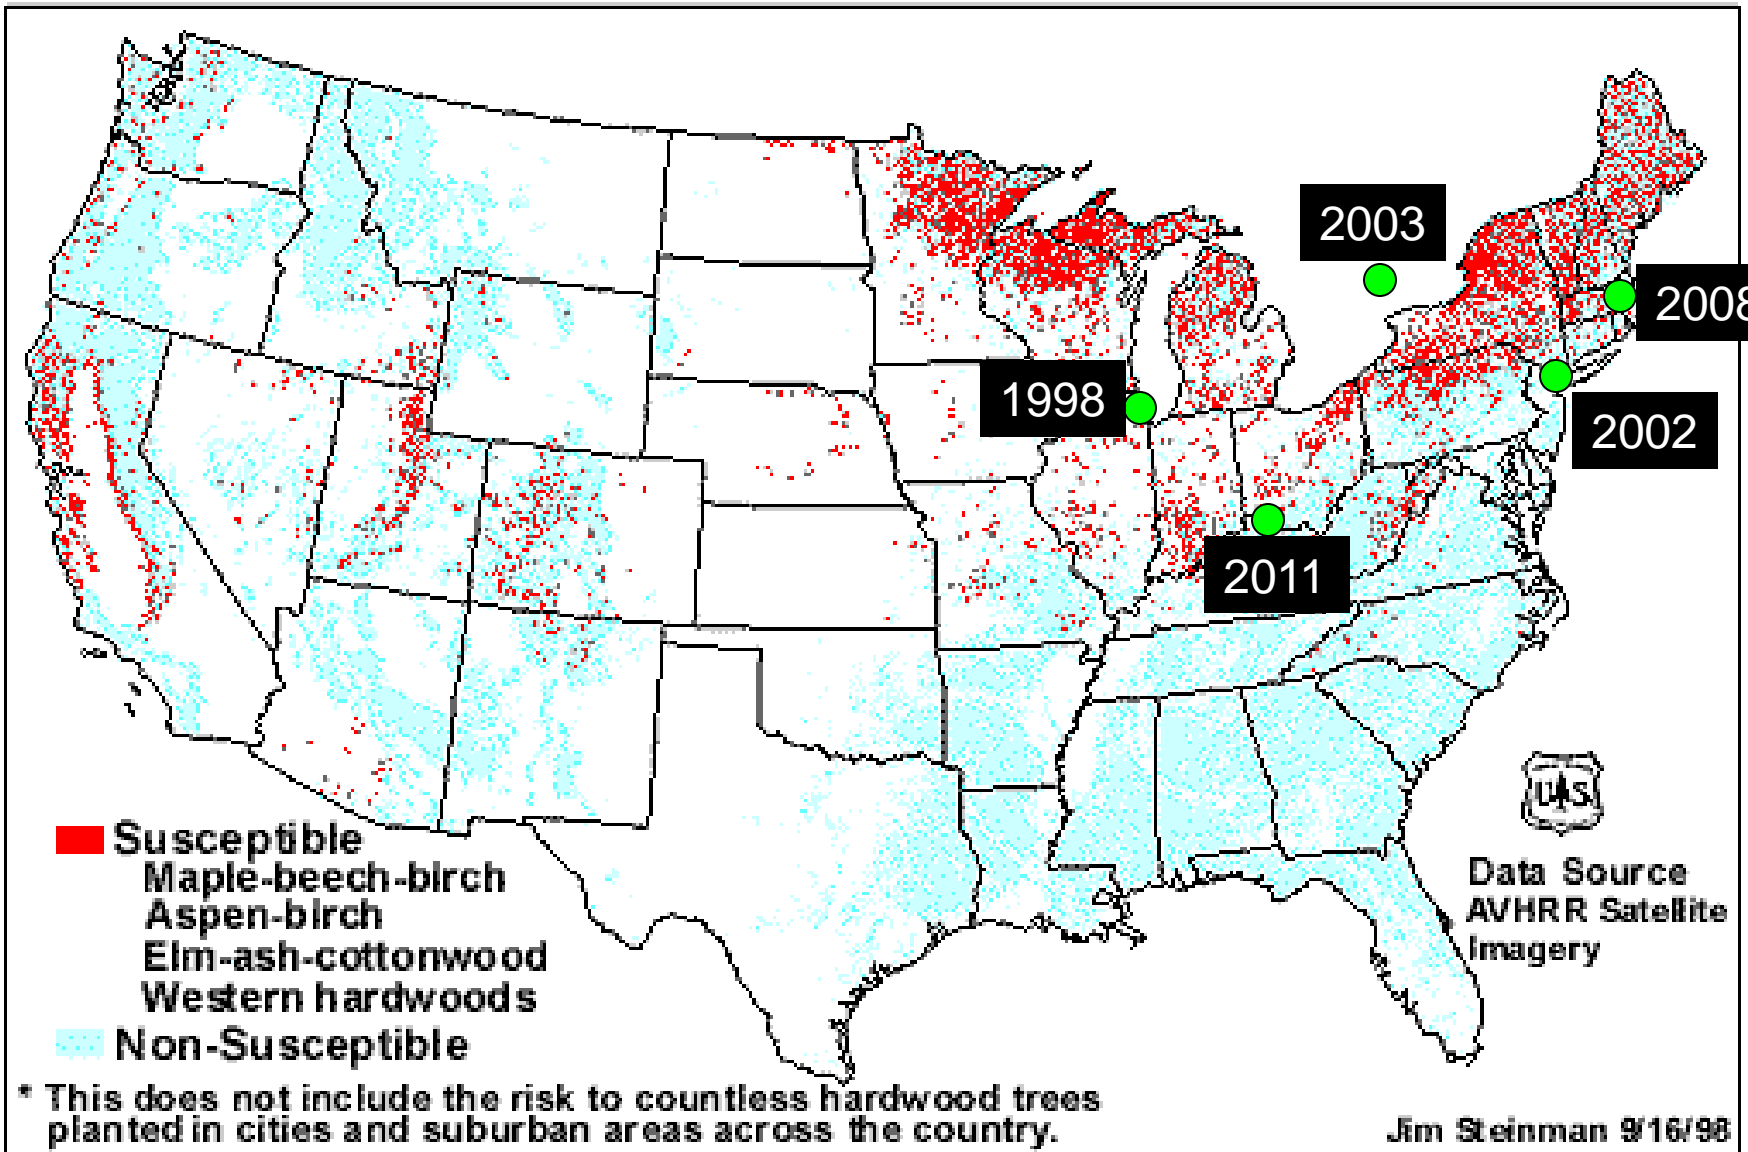 2003
2008
1998
2002
2011
U.S.
Susceptible
Maple-beech-birch
Aspen-birch
Elm-ash-cottonwood
Western hardwoods
Non-Susceptible
Data Source
AVHRR Satellite
Imagery
* This does not include the risk to countless hardwood trees
planted in cities and suburban areas across the country.
Jim Steinman 9/16/98